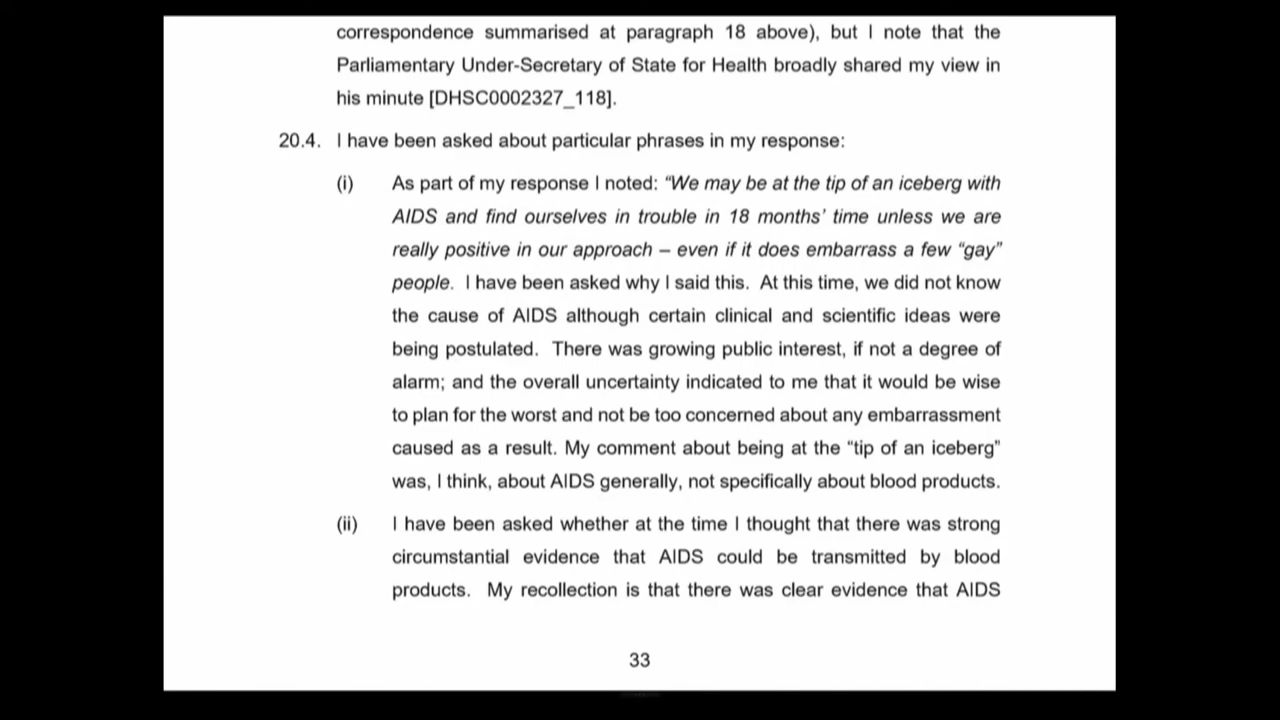 correspondence summarised at paragraph 18 above), but I note that the
Parliamentary Under-Secretary of State for Health broadly shared my view in
his minute [DHSC0002327_118].
20.4. I have been asked about particular phrases in my response:
(i) As part of my response I noted: “We may be at the tip of an iceberg with
AIDS and find ourselves in trouble in 18 months’ time unless we are
really positive in our approach – even if it does embarrass a few “gay”
people. I have been asked why I said this. At this time, we did not know
the cause of AIDS although certain clinical and scientific ideas were
being postulated. There was growing public interest, if not a degree of
alarm; and the overall uncertainty indicated to me that it would be wise
to plan for the worst and not be too concerned about any embarrassment
caused as a result. My comment about being at the “tip of an iceberg”
was, I think, about AIDS generally, not specifically about blood products.
(ii) I have been asked whether at the time I thought that there was strong
circumstantial evidence that AIDS could be transmitted by blood
products. My recollection is that there was clear evidence that AIDS
33